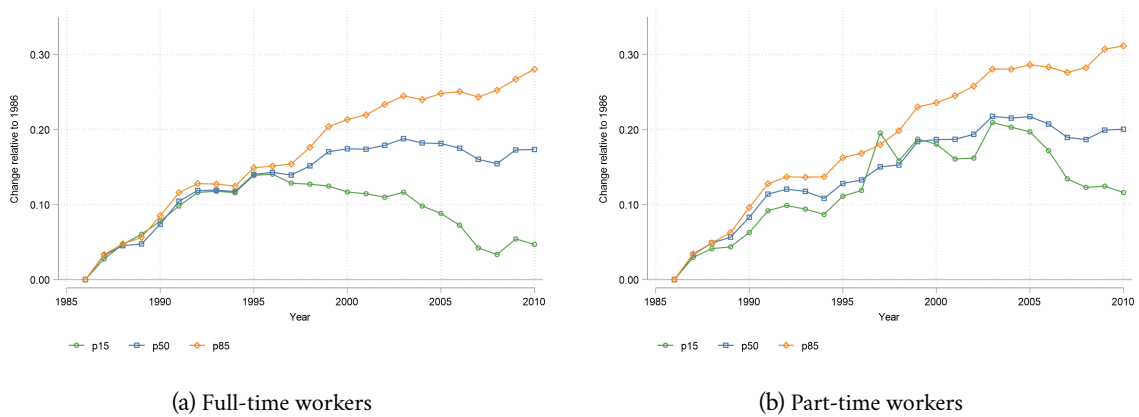 Change relative to 1986
0.30
0.20
0.10
0.00
1985 1990 1995 2000 2005 2010
Year
p15 p50 p85
(a) Full-time workers
Change relative to 1986
0.30
0.20
0.10
0.00
1985 1990 1995 2000 2005 2010
Year
p15 p50 p85
(b) Part-time workers